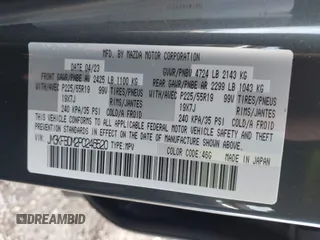 MFD. BY MAZDA MOTOR CORPORATION
DATE 04/23 GVWR/PNBV 4724 LB 2143 KG
FRONT GAWR/PNBE AV 2425 LB 1100 KG REAR GAWR/PNBE AR 2299 LB 1043 KG
WITH/AVEC P225/55R19 TIRES/PNEUS WITH/AVEC P225/55R19 TIRES/PNEUS
19X7J RIMS/JANTES 19X7J RIMS/JANTES
240 KPA/35 PSI COLD/A FROID 240 KPA/35 PSI COLD/A FROID
THIS VEHICLE CONFORMS TO ALL APPLICABLE FEDERAL MOTOR VEHICLE SAFETY, BUMPER, AND THEFT PREVENTION STANDARDS IN EFFECT ON THE DATE OF MANUFACTURE SHOWN ABOVE.
TYPE:MPV COLOR CODE: 46G MADE IN JAPAN